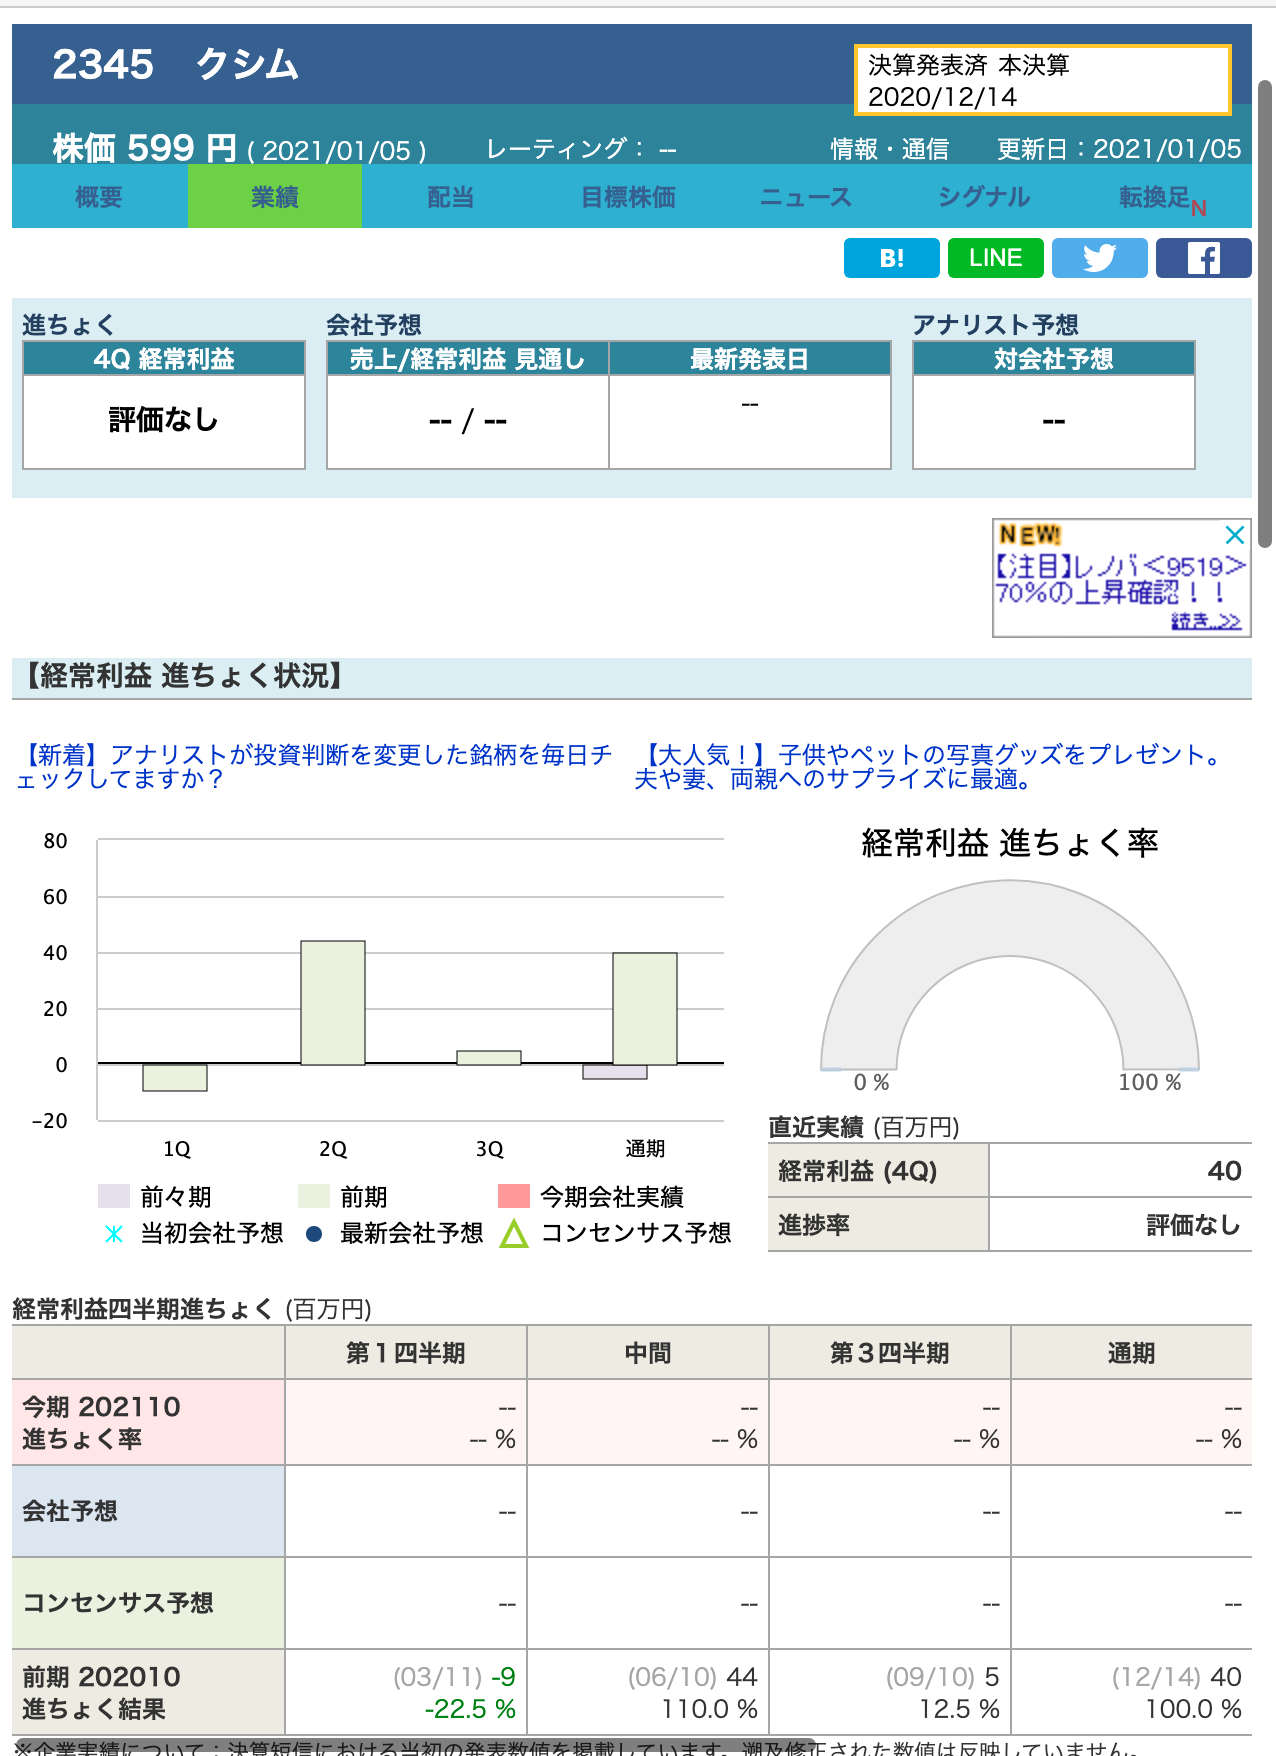 2345 クシム
決算発表済 本決算
2020/12/14
株価 599 円 ( 2021/01/05 ) レーティング： -- 情報・通信 更新日：2021/01/05
概要 業績 配当 目標株価 ニュース シグナル 転換足N
B! LINE
進ちょく 会社予想 アナリスト予想
4Q 経常利益 売上/経常利益 見通し 最新発表日 対会社予想
評価なし -- / -- -- --
NEW!
【注目】レノバ<9519>
70%の上昇確認！！
続き..>>
【経常利益 進ちょく状況】
【新着】アナリストが投資判断を変更した銘柄を毎日チ
ェックしてますか？
【大人気！】子供やペットの写真グッズをプレゼント。
夫や妻、両親へのサプライズに最適。
80
60
40
20
0
-20
1Q 2Q 3Q 通期
前々期 前期 今期会社実績
当初会社予想 最新会社予想 コンセンサス予想
経常利益 進ちょく率
0 % 100 %
直近実績 (百万円)
経常利益 (4Q) 40
進捗率 評価なし
経常利益四半期進ちょく (百万円)
第１四半期 中間 第３四半期 通期
今期 202110 -- -- -- --
進ちょく率 -- % -- % -- % -- %
会社予想 -- -- -- --
コンセンサス予想 -- -- -- --
前期 202010 (03/11) -9 (06/10) 44 (09/10) 5 (12/14) 40
進ちょく結果 -22.5 % 110.0 % 12.5 % 100.0 %
※企業実績について：決算短信における当初の発表数値を掲載しています。遡及修正された数値は反映していません。